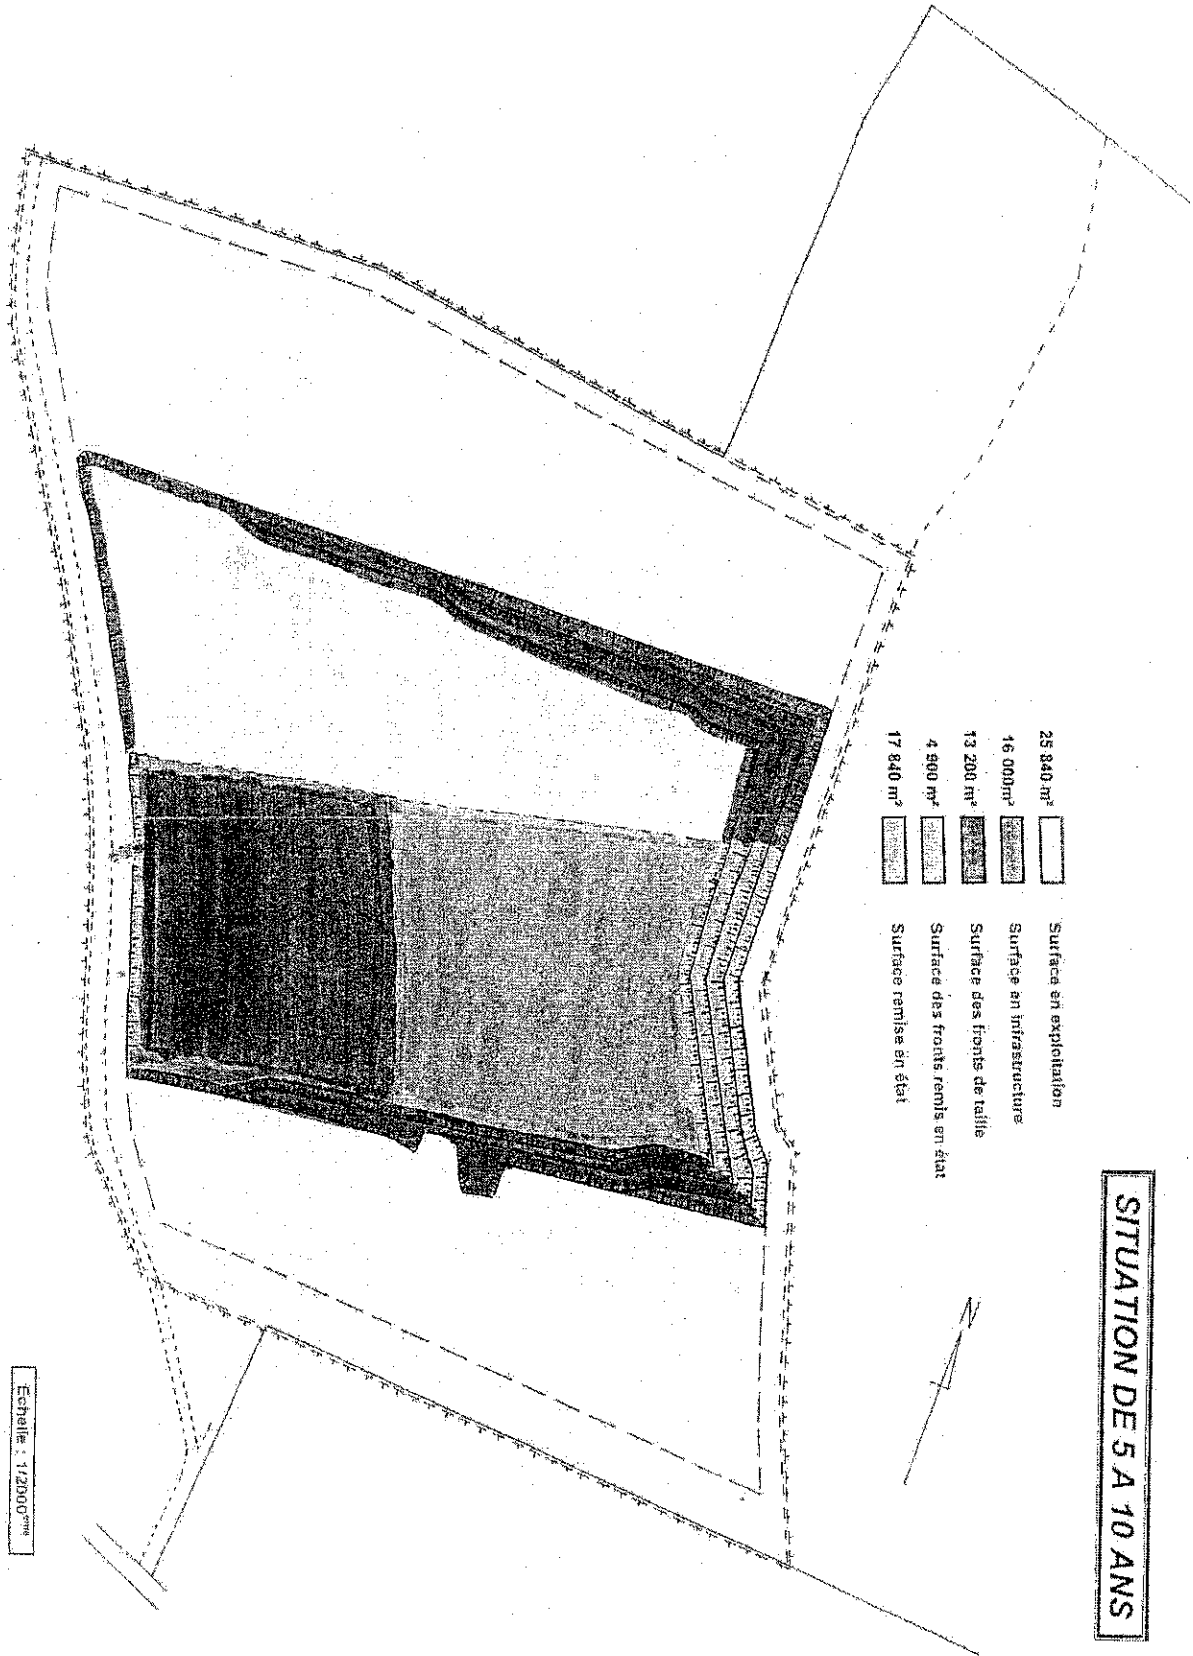 SITUATION DE 5 A 10 ANS
25 840 m² Surface en exploitation
16 000m² Surface en infrastructure
13 200 m² Surface des fronts de taille
4 900 m² Surface des fronts remis en état
17 840 m² Surface remise en état
N
Echelle : 1/2000ème